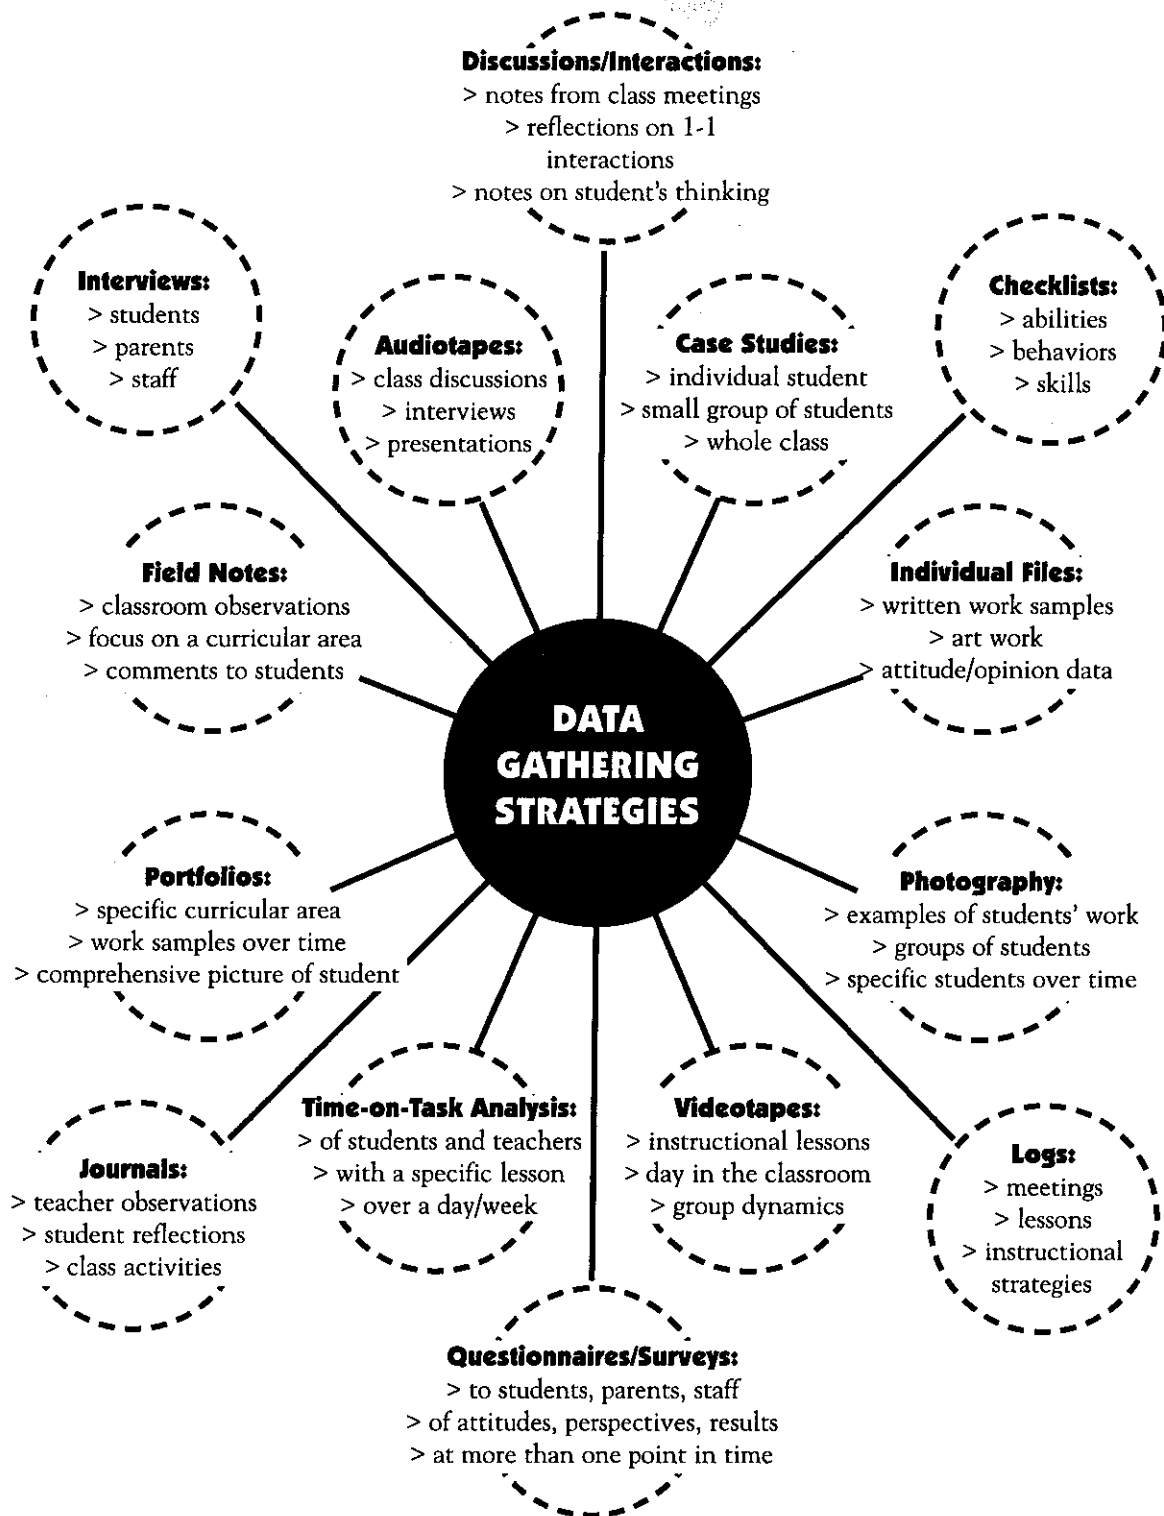 Discussions/Interactions:
> notes from class meetings
> reflections on 1-1
interactions
> notes on student's thinking
Interviews:
> students
> parents
> staff
Audiotapes:
> class discussions
> interviews
> presentations
Case Studies:
> individual student
> small group of students
> whole class
Checklists:
> abilities
> behaviors
> skills
Field Notes:
> classroom observations
> focus on a curricular area
> comments to students
Individual Files:
> written work samples
> art work
> attitude/opinion data
DATA
GATHERING
STRATEGIES
Portfolios:
> specific curricular area
> work samples over time
> comprehensive picture of student
Photography:
> examples of students' work
> groups of students
> specific students over time
Journals:
> teacher observations
> student reflections
> class activities
Time-on-Task Analysis:
> of students and teachers
> with a specific lesson
> over a day/week
Videotapes:
> instructional lessons
> day in the classroom
> group dynamics
Logs:
> meetings
> lessons
> instructional
strategies
Questionnaires/Surveys:
> to students, parents, staff
> of attitudes, perspectives, results
> at more than one point in time